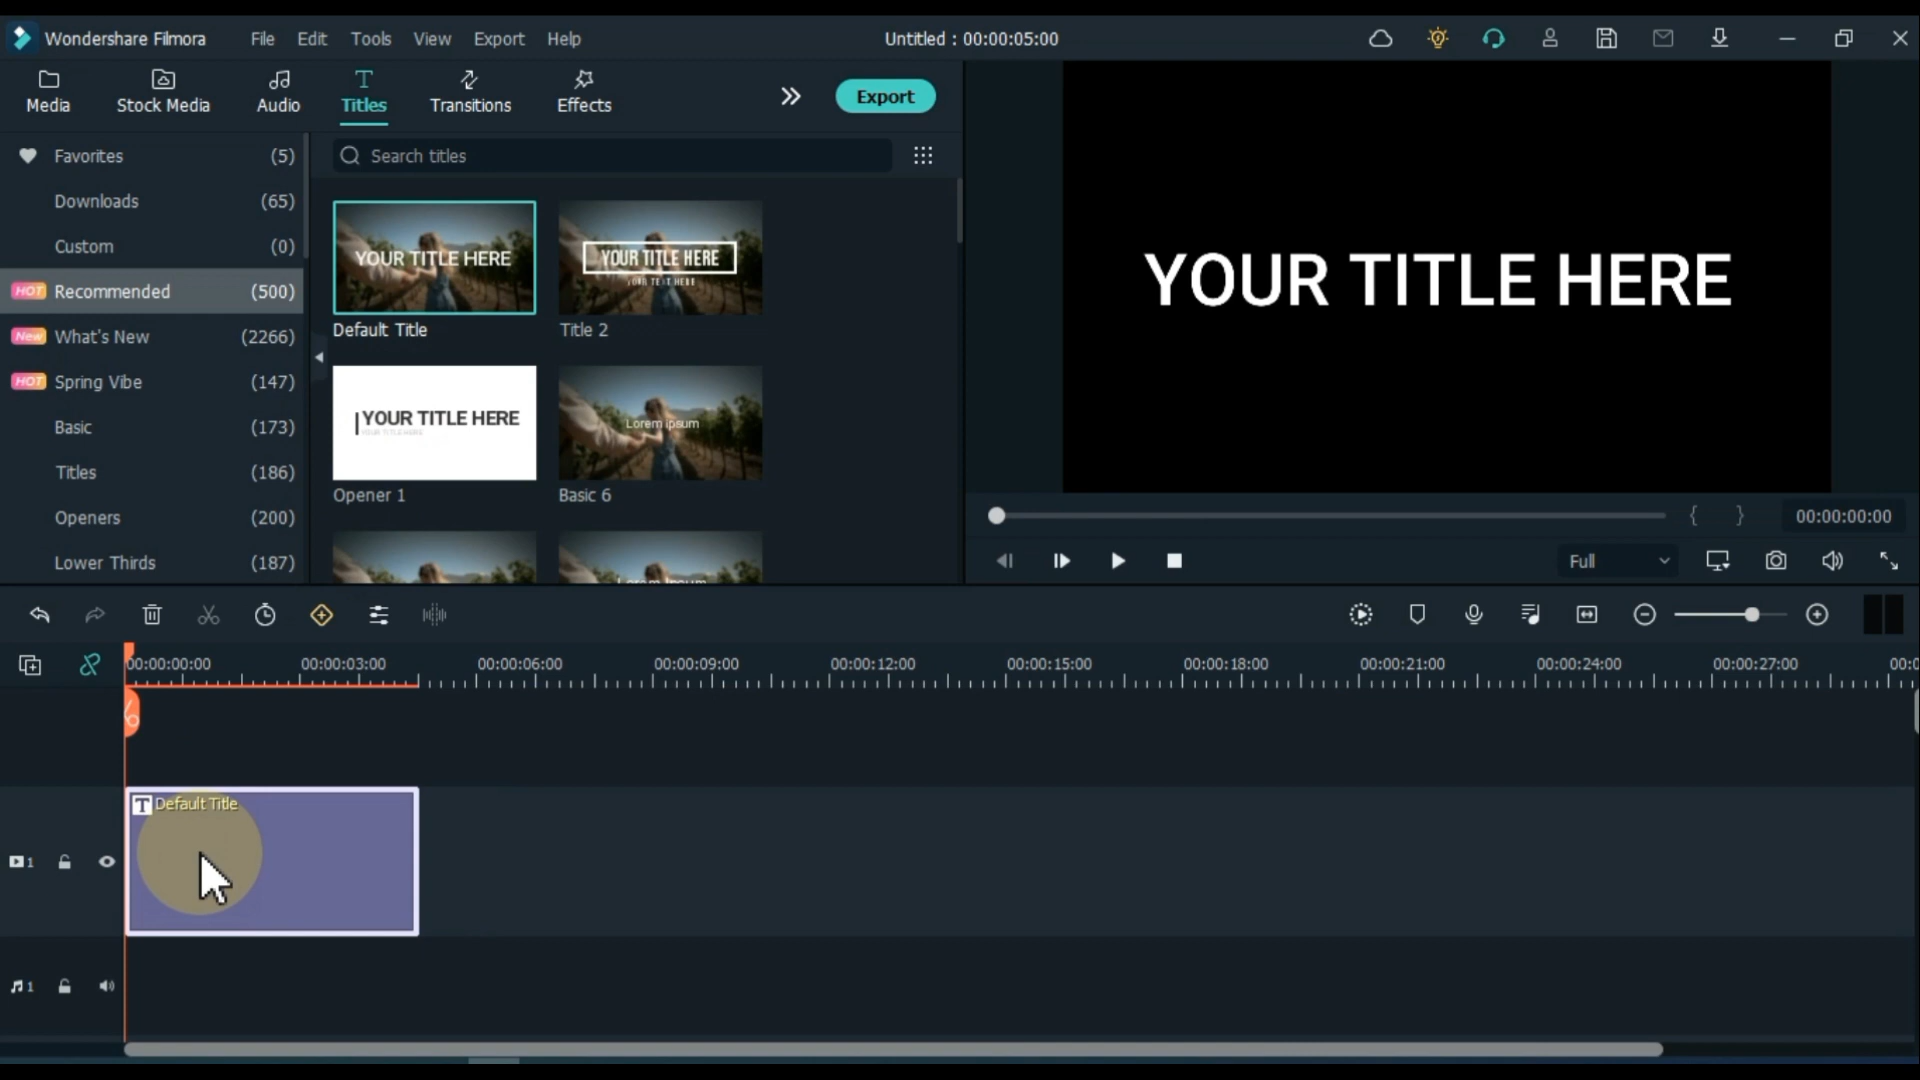 Wondershare Filmora File Edit Tools View Export Help Untitled : 00:00:05:00
Media Stock Media Audio Titles Transitions Effects Export
Favorites (5)
Downloads (65)
Custom (0)
HOT Recommended (500)
New What's New (2266)
HOT Spring Vibe (147)
Basic (173)
Titles (186)
Openers (200)
Lower Thirds (187)
Search titles
YOUR TITLE HERE
Default Title
YOUR TITLE HERE
YOUR TEXT HERE
Title 2
YOUR TITLE HERE
YOUR TITLE HERE
Opener 1
Lorem ipsum
Basic 6
Lorem Ipsum
YOUR TITLE HERE
00:00:00:00
Full
00:00:00:00 00:00:03:00 00:00:06:00 00:00:09:00 00:00:12:00 00:00:15:00 00:00:18:00 00:00:21:00 00:00:24:00 00:00:27:00 00:0
T Default Title
1
1